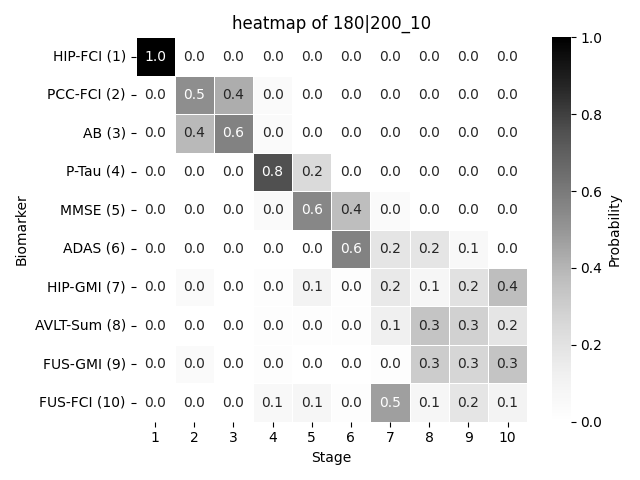 heatmap of 180|200_10
HIP-FCI (1) 1.0 0.0 0.0 0.0 0.0 0.0 0.0 0.0 0.0 0.0
PCC-FCI (2) 0.0 0.5 0.4 0.0 0.0 0.0 0.0 0.0 0.0 0.0
AB (3) 0.0 0.4 0.6 0.0 0.0 0.0 0.0 0.0 0.0 0.0
P-Tau (4) 0.0 0.0 0.0 0.8 0.2 0.0 0.0 0.0 0.0 0.0
MMSE (5) 0.0 0.0 0.0 0.0 0.6 0.4 0.0 0.0 0.0 0.0
ADAS (6) 0.0 0.0 0.0 0.0 0.0 0.6 0.2 0.2 0.1 0.0
HIP-GMI (7) 0.0 0.0 0.0 0.0 0.1 0.0 0.2 0.1 0.2 0.4
AVLT-Sum (8) 0.0 0.0 0.0 0.0 0.0 0.0 0.1 0.3 0.3 0.2
FUS-GMI (9) 0.0 0.0 0.0 0.0 0.0 0.0 0.0 0.3 0.3 0.3
FUS-FCI (10) 0.0 0.0 0.0 0.1 0.1 0.0 0.5 0.1 0.2 0.1
1 2 3 4 5 6 7 8 9 10
Stage
Biomarker
1.0
0.8
0.6
0.4
0.2
0.0
Probability